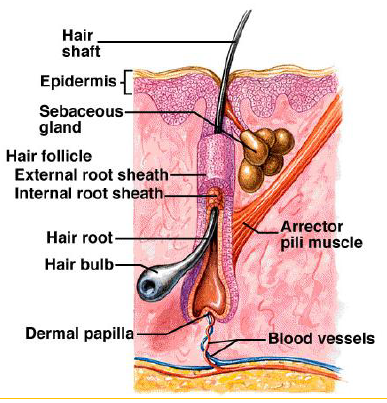 Hair
shaft
Epidermis
Sebaceous
gland
Hair follicle
External root sheath
Internal root sheath
Hair root
Hair bulb
Arrector
pili muscle
Dermal papilla
Blood vessels